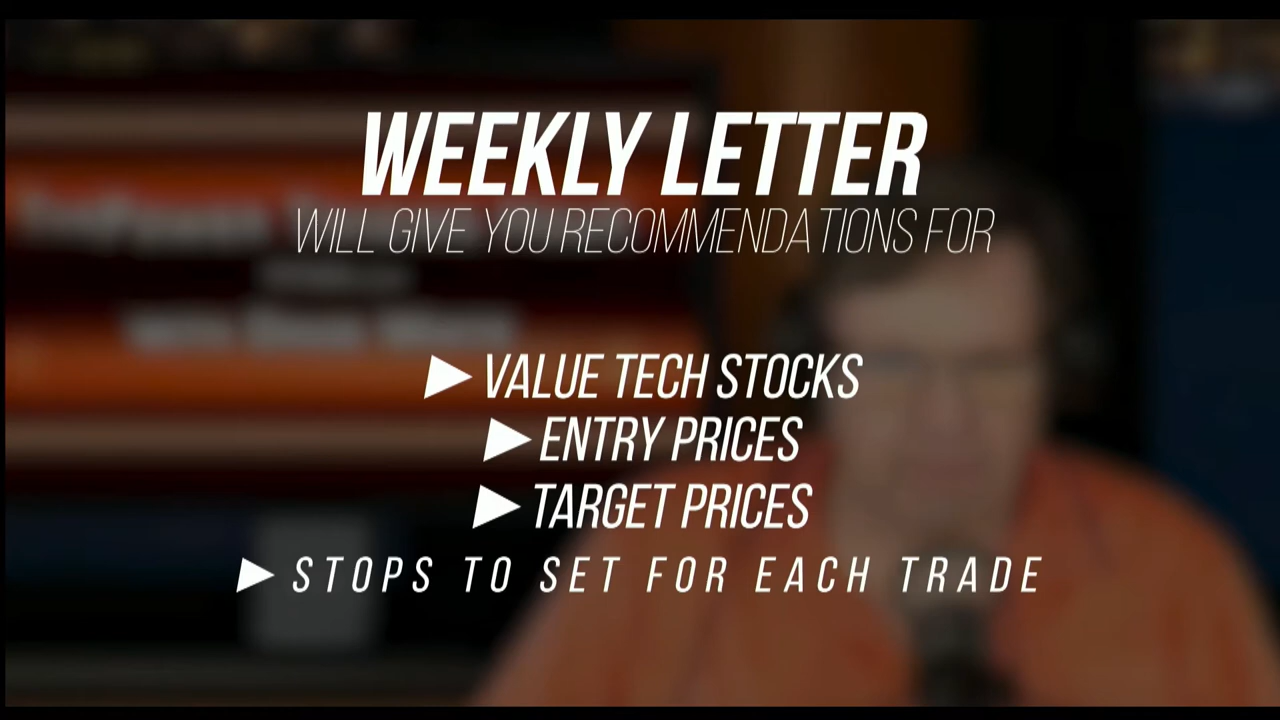 WEEKLY LETTER
WILL GIVE YOU RECOMMENDATIONS FOR
▶ VALUE TECH STOCKS
▶ ENTRY PRICES
▶ TARGET PRICES
▶ STOPS TO SET FOR EACH TRADE